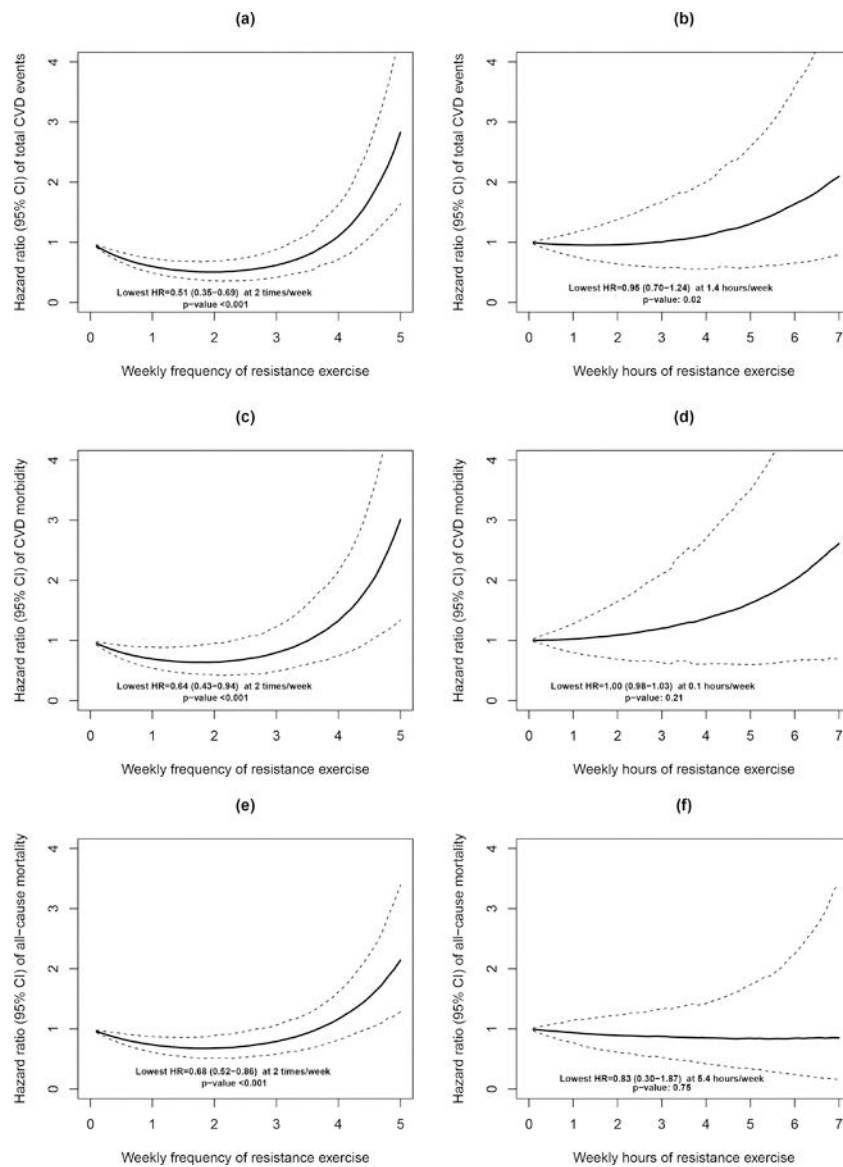 (a)
Hazard ratio (95% CI) of total CVD events
4
3
2
1
0
Lowest HR=0.51 (0.35−0.69) at 2 times/week
p−value <0.001
0 1 2 3 4 5
Weekly frequency of resistance exercise
(b)
Hazard ratio (95% CI) of total CVD events
4
3
2
1
0
Lowest HR=0.95 (0.70−1.24) at 1.4 hours/week
p−value: 0.02
0 1 2 3 4 5 6 7
Weekly hours of resistance exercise
(c)
Hazard ratio (95% CI) of CVD morbidity
4
3
2
1
0
Lowest HR=0.64 (0.43−0.94) at 2 times/week
p−value <0.001
0 1 2 3 4 5
Weekly frequency of resistance exercise
(d)
Hazard ratio (95% CI) of CVD morbidity
4
3
2
1
0
Lowest HR=1.00 (0.98−1.03) at 0.1 hours/week
p−value: 0.21
0 1 2 3 4 5 6 7
Weekly hours of resistance exercise
(e)
Hazard ratio (95% CI) of all−cause mortality
4
3
2
1
0
Lowest HR=0.68 (0.52−0.86) at 2 times/week
p−value <0.001
0 1 2 3 4 5
Weekly frequency of resistance exercise
(f)
Hazard ratio (95% CI) of all−cause mortality
4
3
2
1
0
Lowest HR=0.83 (0.30−1.87) at 5.4 hours/week
p−value: 0.75
0 1 2 3 4 5 6 7
Weekly hours of resistance exercise